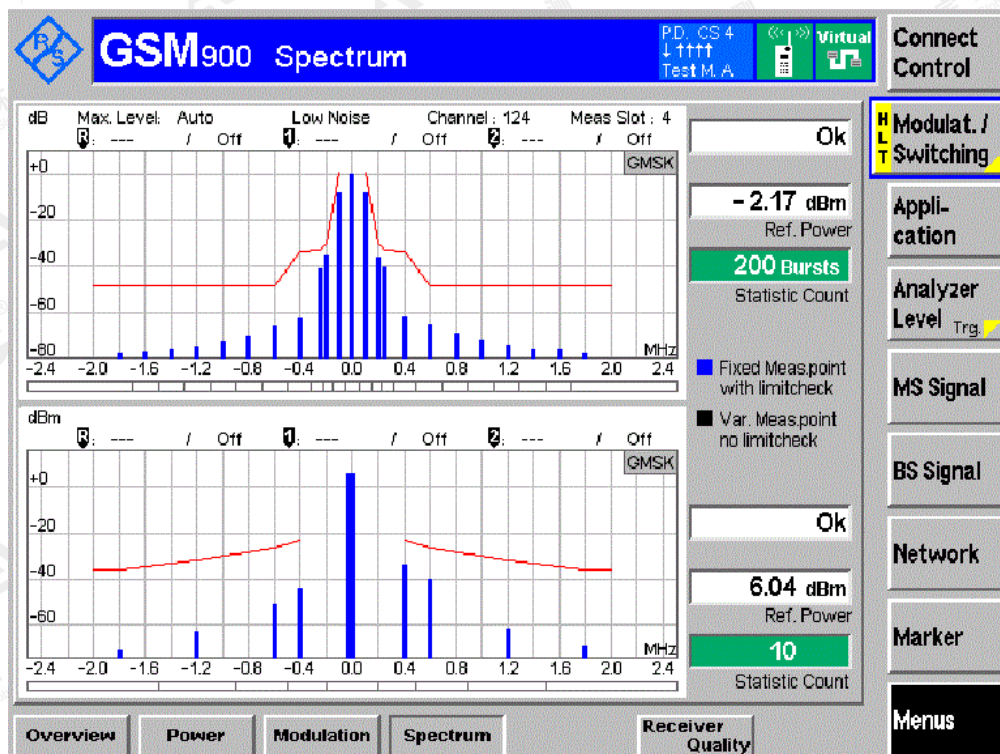 R S
GSM900 Spectrum
P.D. CS 4
Test M. A
Virtual
Connect
Control
dB Max. Level: Auto Low Noise Channel : 124 Meas Slot : 4
R : --- / Off 1 : --- / Off 2 : --- / Off
GMSK
+0
-20
-40
-60
-80
MHz
-2.4 -2.0 -1.6 -1.2 -0.8 -0.4 0.0 0.4 0.8 1.2 1.6 2.0 2.4
Ok
- 2.17 dBm
Ref. Power
200 Bursts
Statistic Count
Fixed Meas.point
with limitcheck
Var. Meas.point
no limitcheck
dBm
R : --- / Off 1 : --- / Off 2 : --- / Off
GMSK
+0
-20
-40
-60
MHz
-2.4 -2.0 -1.6 -1.2 -0.8 -0.4 0.0 0.4 0.8 1.2 1.6 2.0 2.4
Ok
6.04 dBm
Ref. Power
10
Statistic Count
HLT
Modulat. /
Switching
Appli-
cation
Analyzer
Level Trg.
MS Signal
BS Signal
Network
Marker
Menus
Overview
Power
Modulation
Spectrum
Receiver
Quality